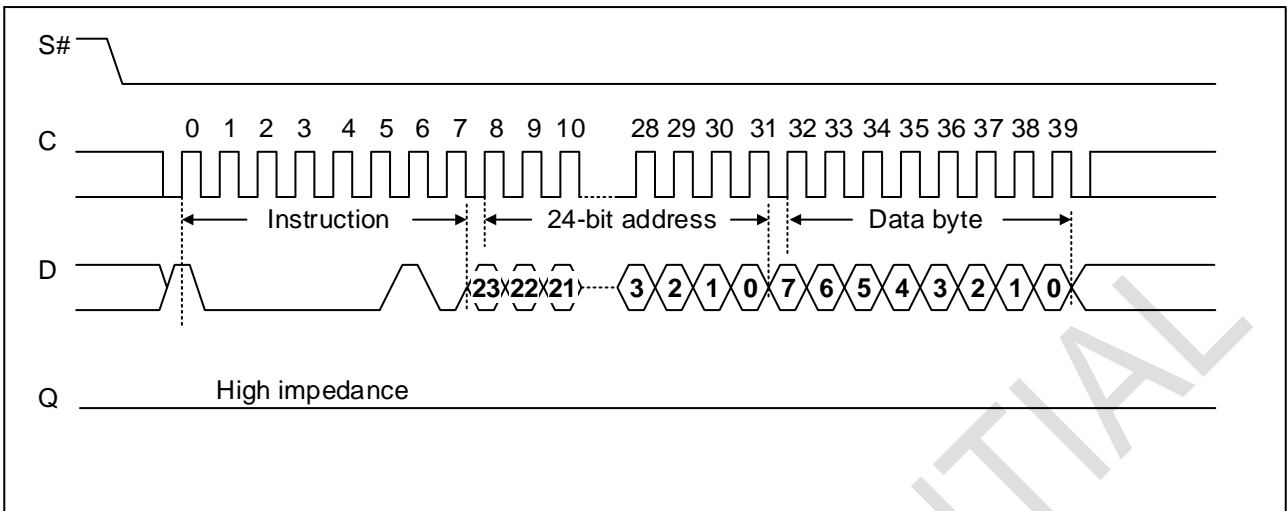 S#
C 0 1 2 3 4 5 6 7 8 9 10 28 29 30 31 32 33 34 35 36 37 38 39
Instruction 24-bit address Data byte
D 23 22 21 3 2 1 0 7 6 5 4 3 2 1 0
Q High impedance
NTIAL